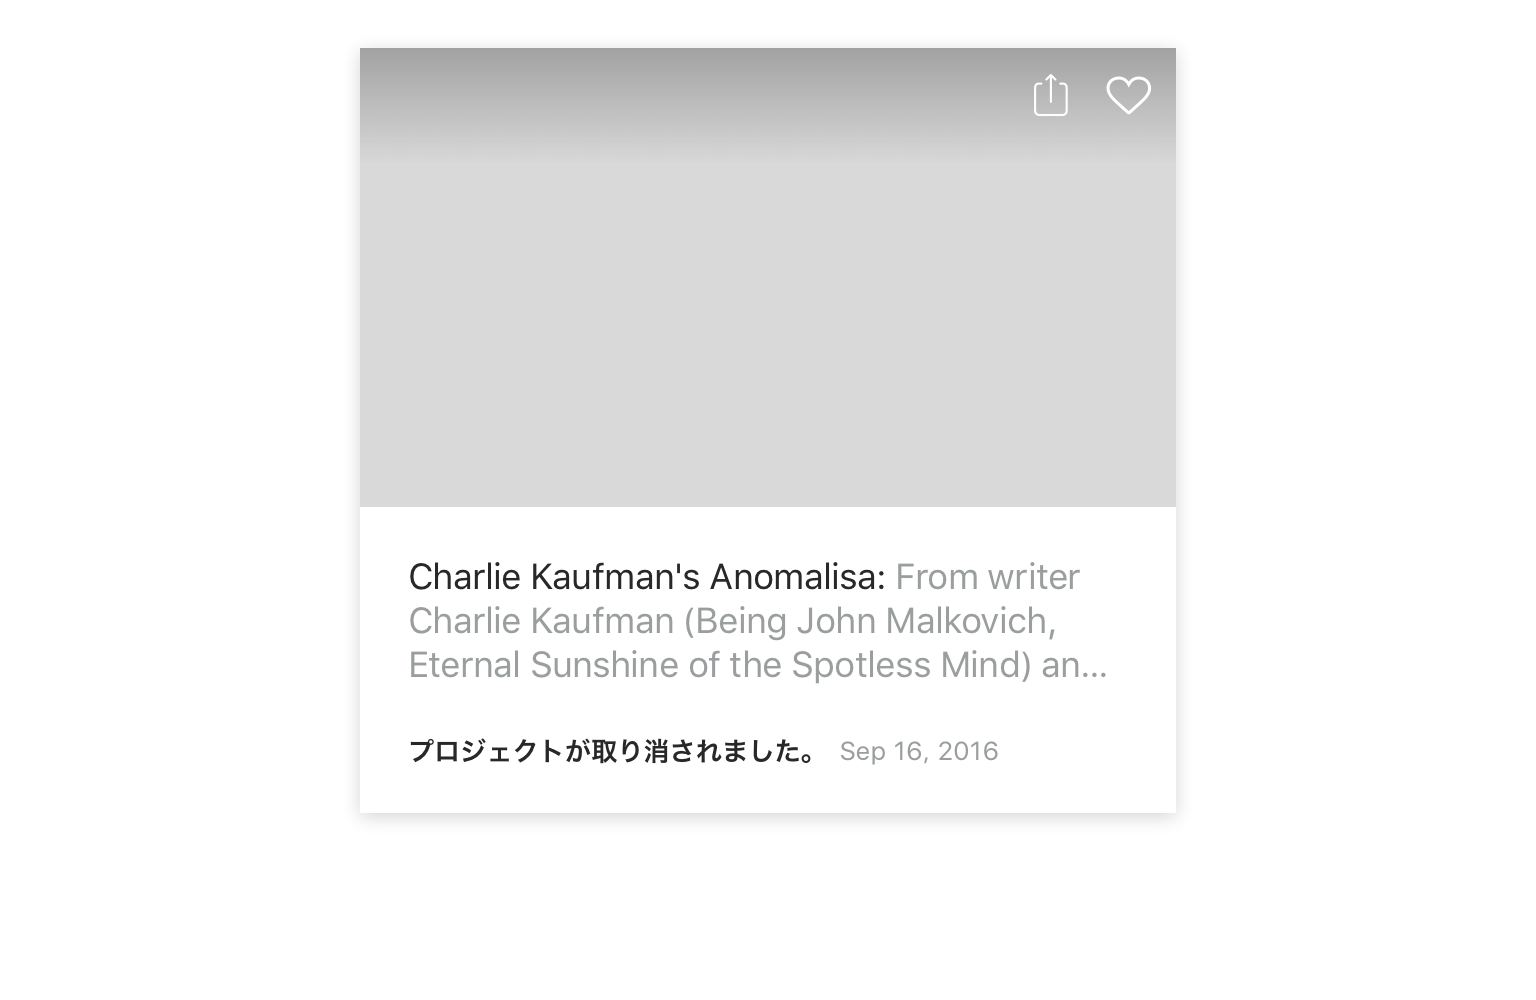 Charlie Kaufman's Anomalisa: From writer
Charlie Kaufman (Being John Malkovich,
Eternal Sunshine of the Spotless Mind) an…
プロジェクトが取り消されました。 Sep 16, 2016